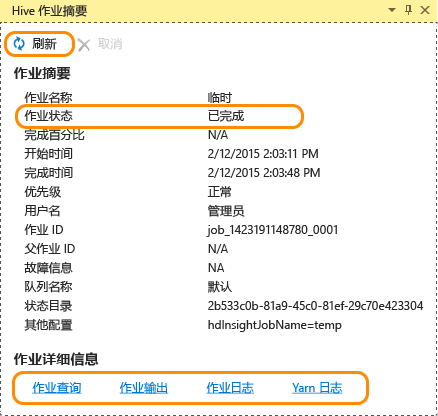 Hive 作业摘要
刷新 取消
作业摘要
作业名称 临时
作业状态 已完成
完成百分比 N/A
开始时间 2/12/2015 2:03:11 PM
完成时间 2/12/2015 2:03:48 PM
优先级 正常
用户名 管理员
作业 ID job_1423191148780_0001
父作业 ID N/A
故障信息 NA
队列名称 默认
状态目录 2b533c0b-81a9-45c0-81ef-29c70e423304
其他配置 hdInsightJobName=temp
作业详细信息
作业查询 作业输出 作业日志 Yarn 日志